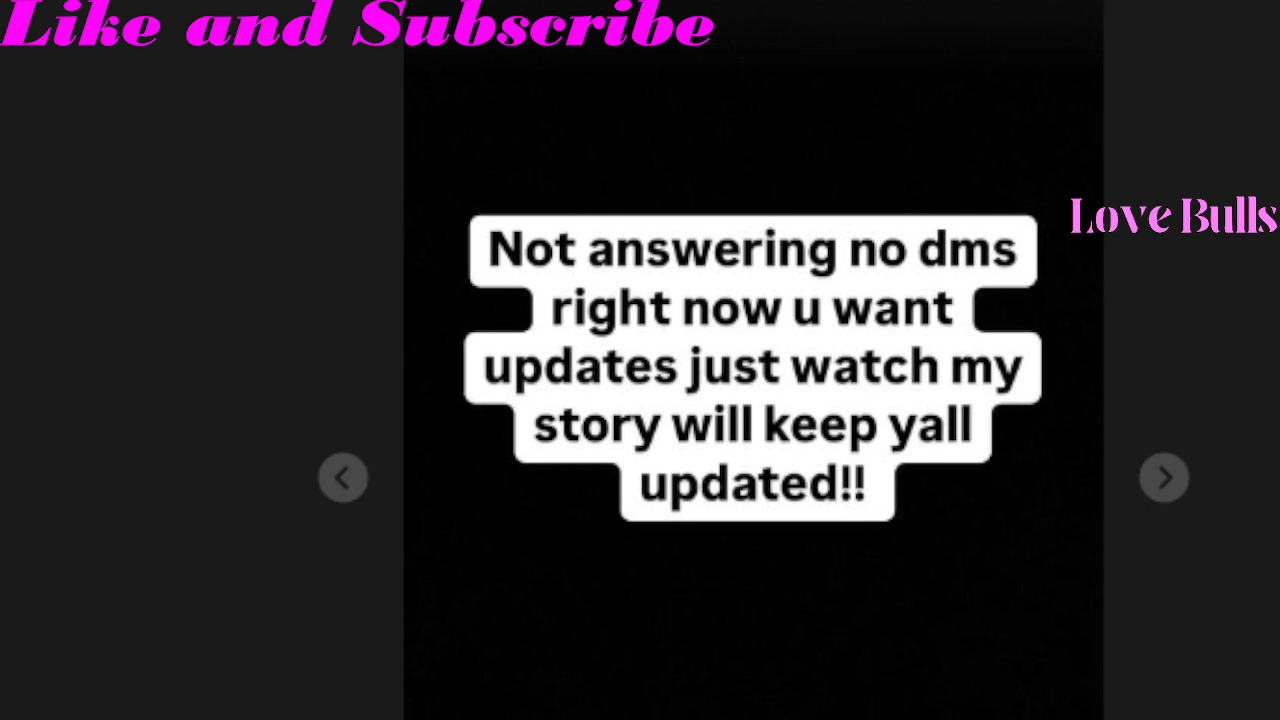 Like and Subscribe
Love Bulls
Not answering no dms
right now u want
updates just watch my
story will keep yall
updated!!